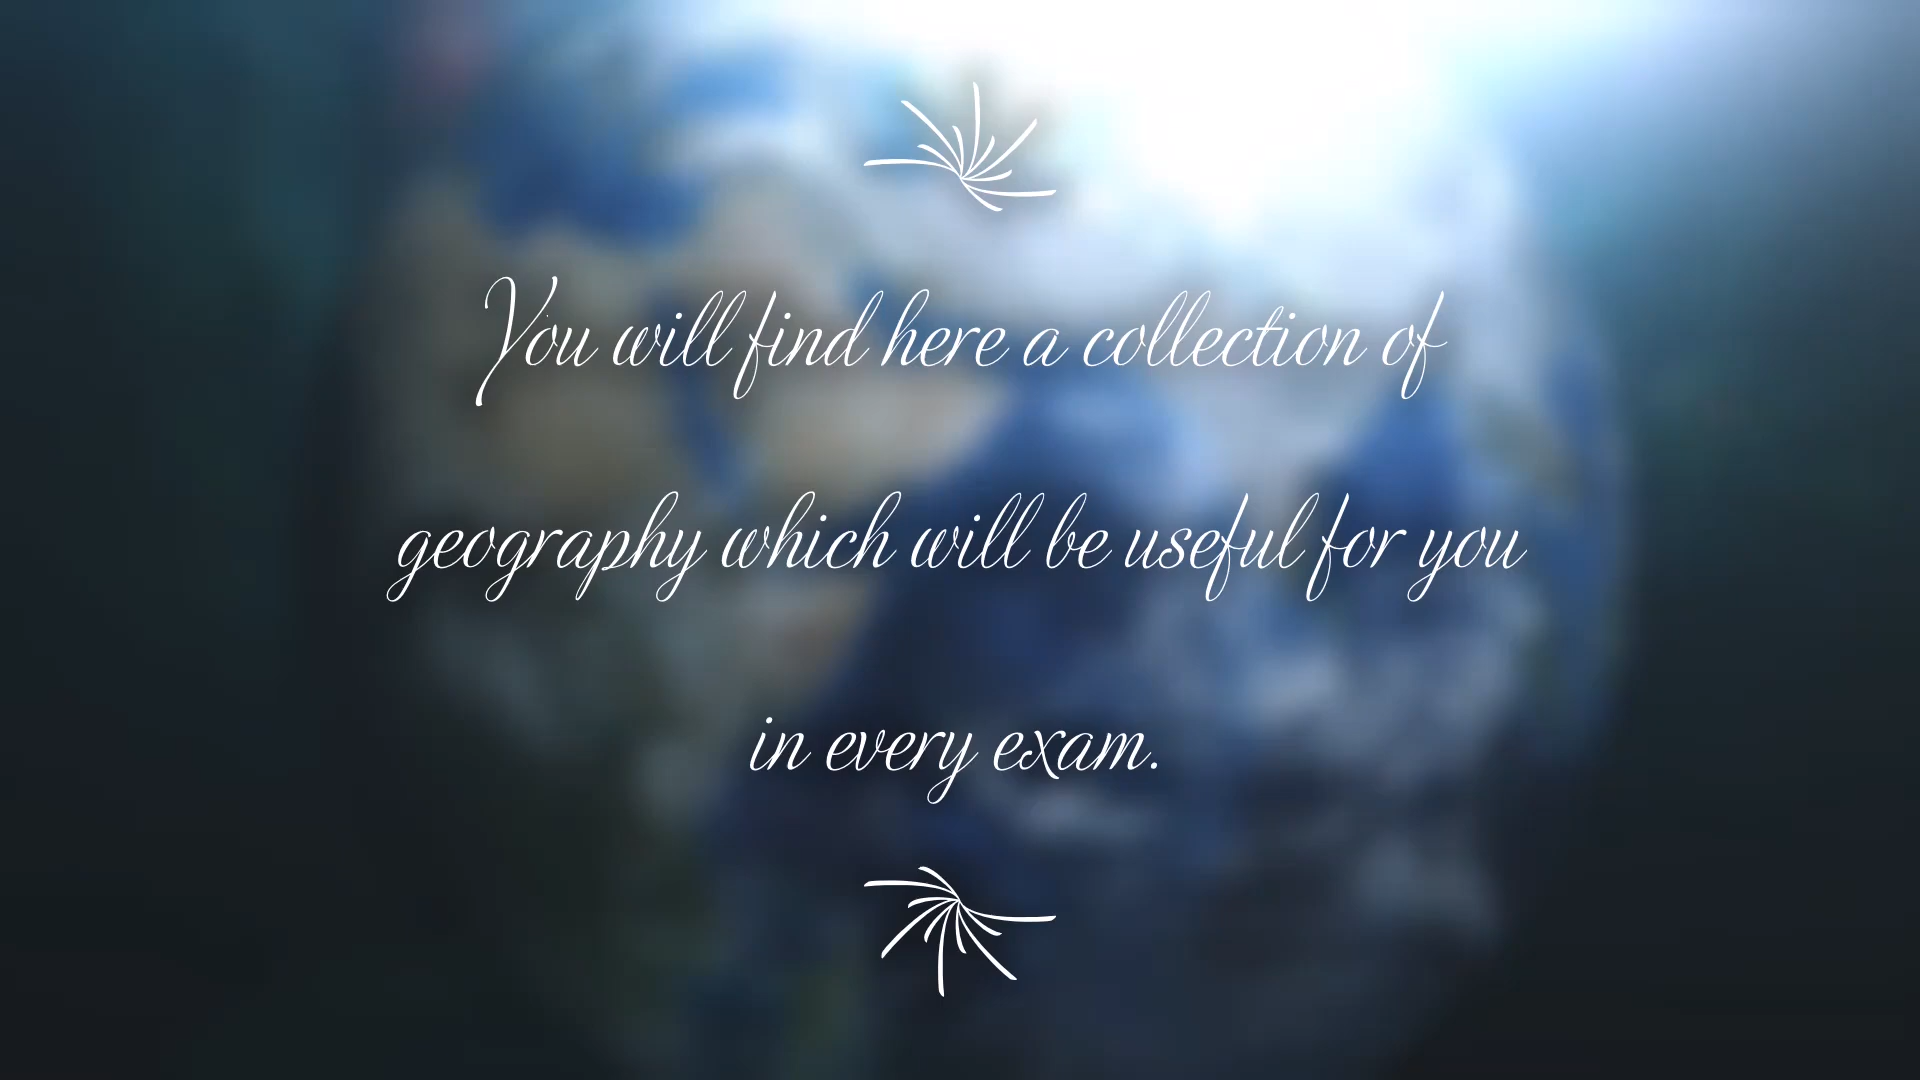 You will find here a collection of
geography which will be useful for you
in every exam.